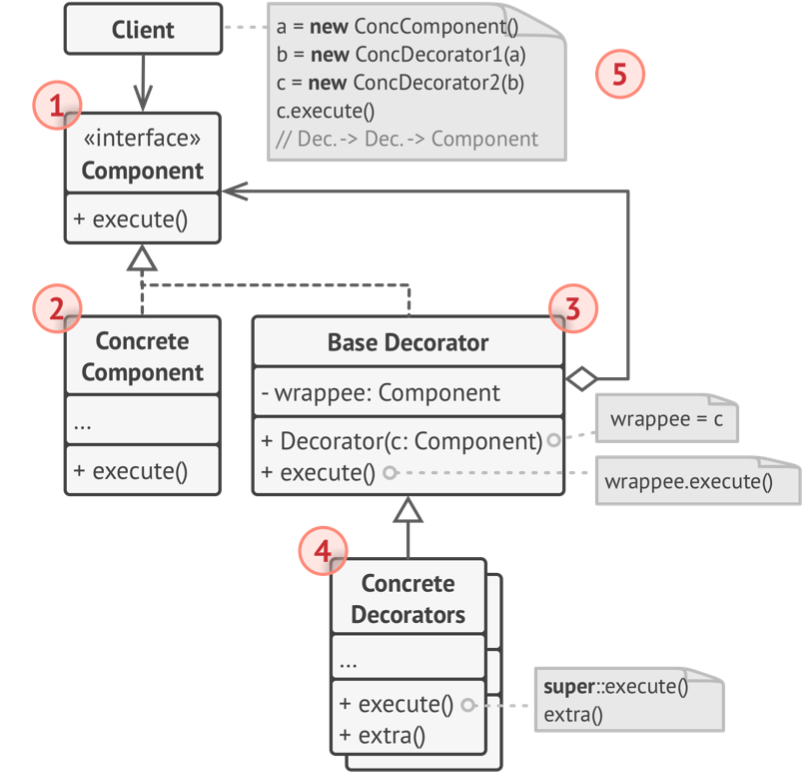 Client
a = new ConcComponent()
b = new ConcDecorator1(a)
c = new ConcDecorator2(b)
c.execute()
// Dec. -> Dec. -> Component
5
1
«interface»
Component
+ execute()
2
Concrete
Component
...
+ execute()
3
Base Decorator
- wrappee: Component
+ Decorator(c: Component)
+ execute()
wrappee = c
wrappee.execute()
4
Concrete
Decorators
...
+ execute()
+ extra()
super::execute()
extra()